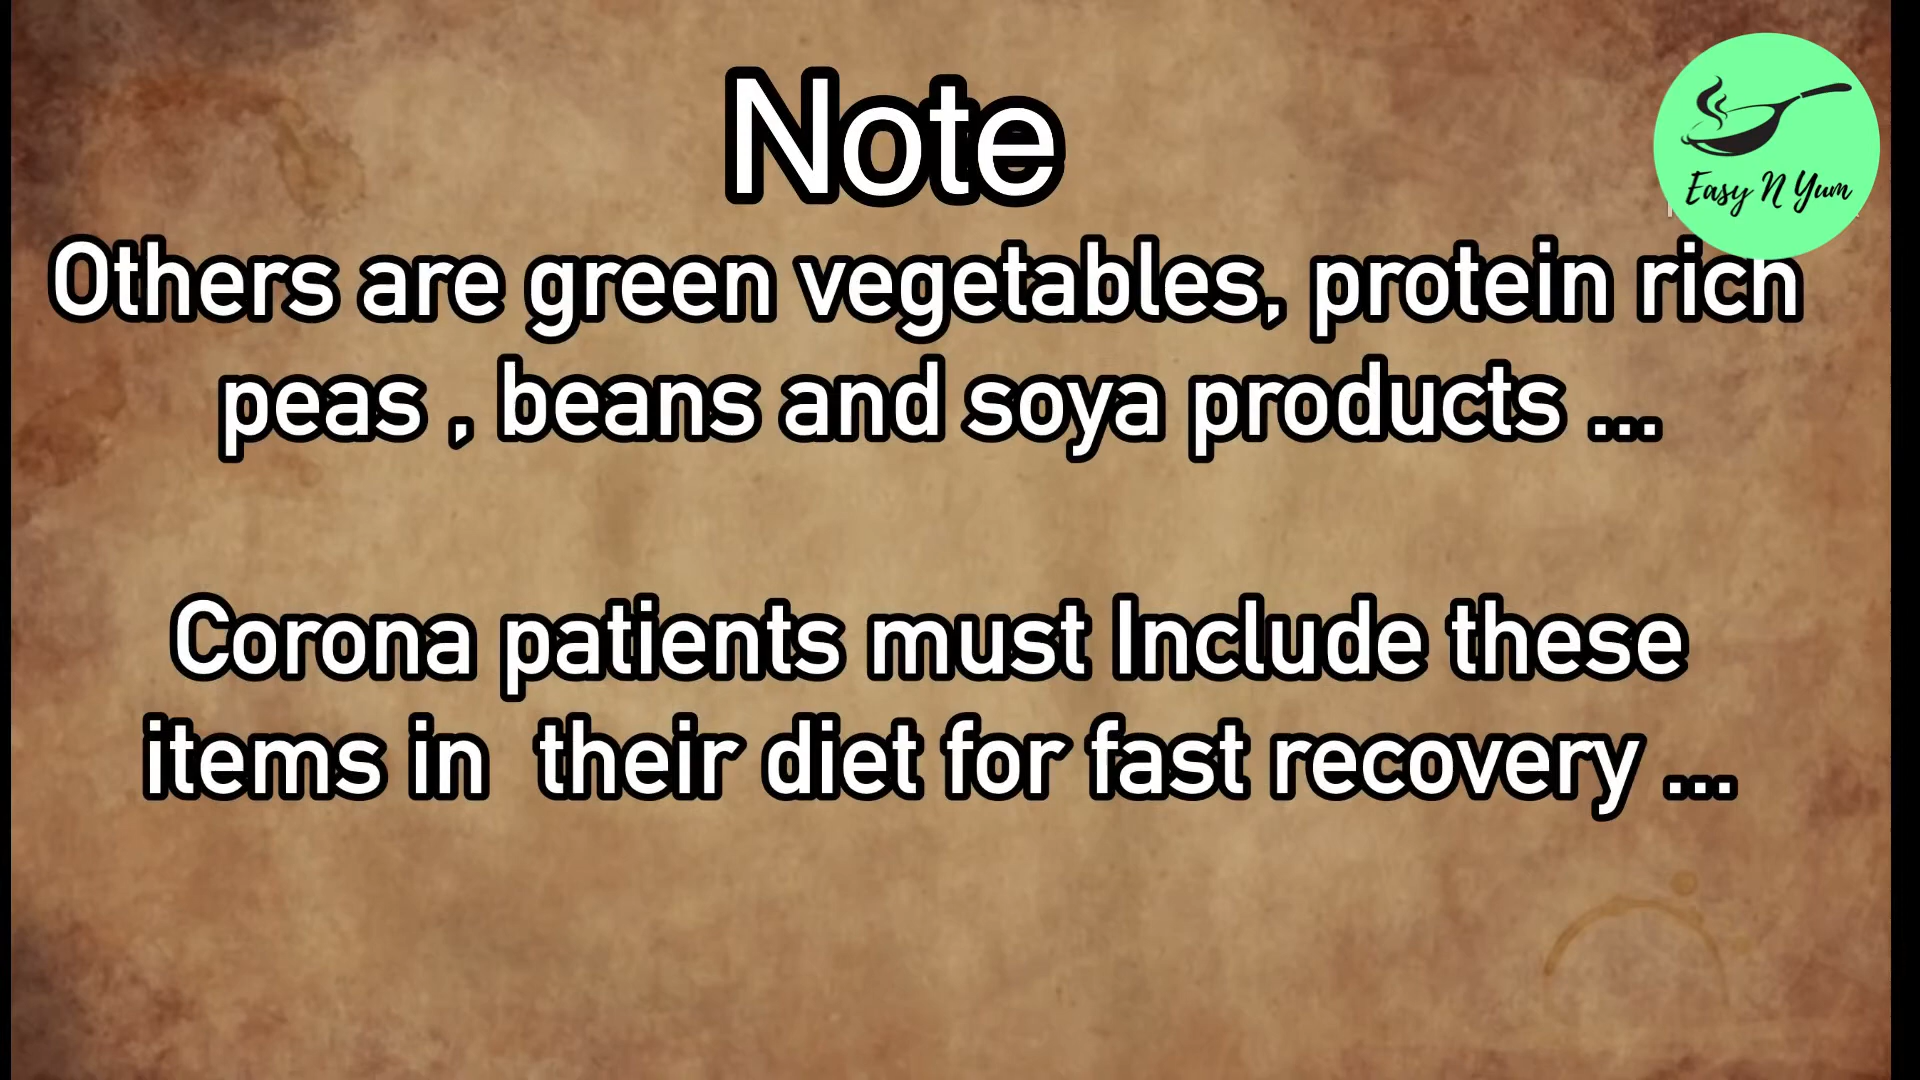 Note
Easy N Yum
Others are green vegetables, protein rich
peas , beans and soya products ...
Corona patients must Include these
items in  their diet for fast recovery ...